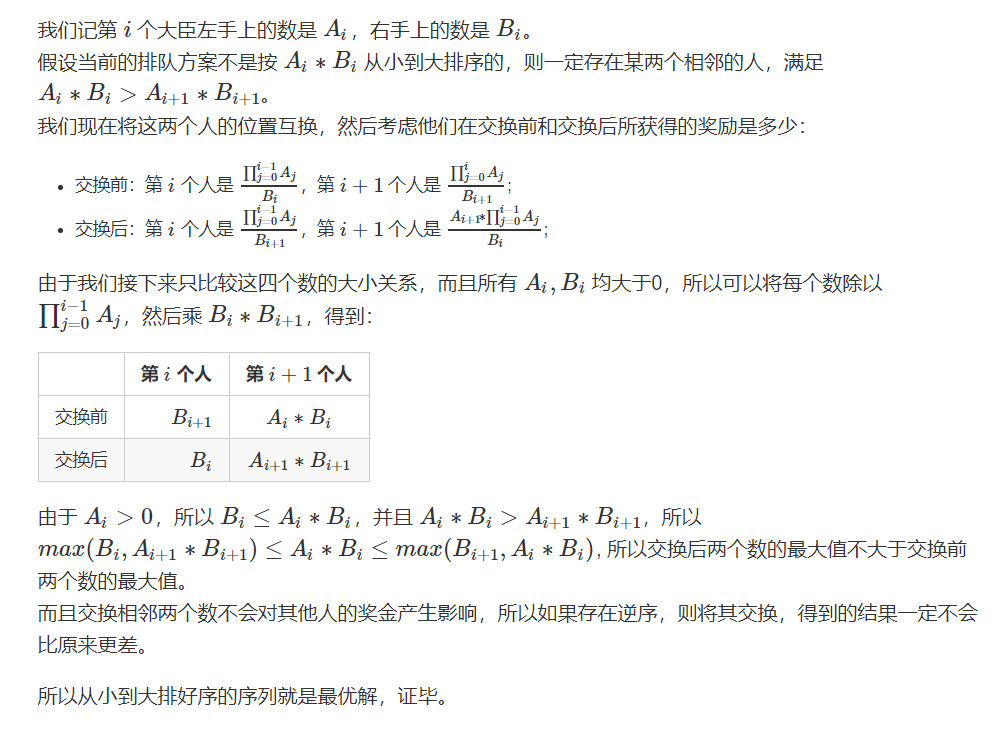 我们记第 i 个大臣左手上的数是 A_i，右手上的数是 B_i。
假设当前的排队方案不是按 A_i * B_i 从小到大排序的，则一定存在某两个相邻的人，满足
A_i * B_i > A_{i+1} * B_{i+1}。
我们现在将这两个人的位置互换，然后考虑他们在交换前和交换后所获得的奖励是多少：
• 交换前：第 i 个人是 \frac{\prod_{j=0}^{i-1} A_j}{B_i}，第 i + 1 个人是 \frac{\prod_{j=0}^{i} A_j}{B_{i+1}}；
• 交换后：第 i 个人是 \frac{\prod_{j=0}^{i-1} A_j}{B_{i+1}}，第 i + 1 个人是 \frac{A_{i+1}*\prod_{j=0}^{i-1} A_j}{B_i}；
由于我们接下来只比较这四个数的大小关系，而且所有 A_i, B_i 均大于0，所以可以将每个数除以
\prod_{j=0}^{i-1} A_j，然后乘 B_i * B_{i+1}，得到：
第 i 个人 第 i + 1 个人
交换前 B_{i+1} A_i * B_i
交换后 B_i A_{i+1} * B_{i+1}
由于 A_i > 0，所以 B_i ≤ A_i * B_i，并且 A_i * B_i > A_{i+1} * B_{i+1}，所以
max(B_i, A_{i+1} * B_{i+1}) ≤ A_i * B_i ≤ max(B_{i+1}, A_i * B_i)，所以交换后两个数的最大值不大于交换前
两个数的最大值。
而且交换相邻两个数不会对其他人的奖金产生影响，所以如果存在逆序，则将其交换，得到的结果一定不会
比原来更差。
所以从小到大排好序的序列就是最优解，证毕。